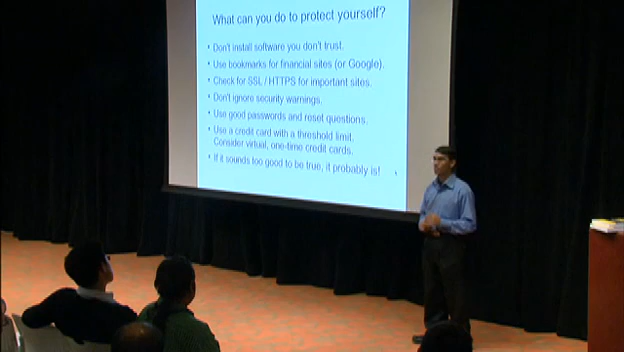 What can you do to protect yourself?
• Don't install software you don't trust.
• Use bookmarks for financial sites (or Google).
• Check for SSL / HTTPS for important sites.
• Don't ignore security warnings.
• Use good passwords and reset questions.
• Use a credit card with a threshold limit.
Consider virtual, one-time credit cards.
• If it sounds too good to be true, it probably is!